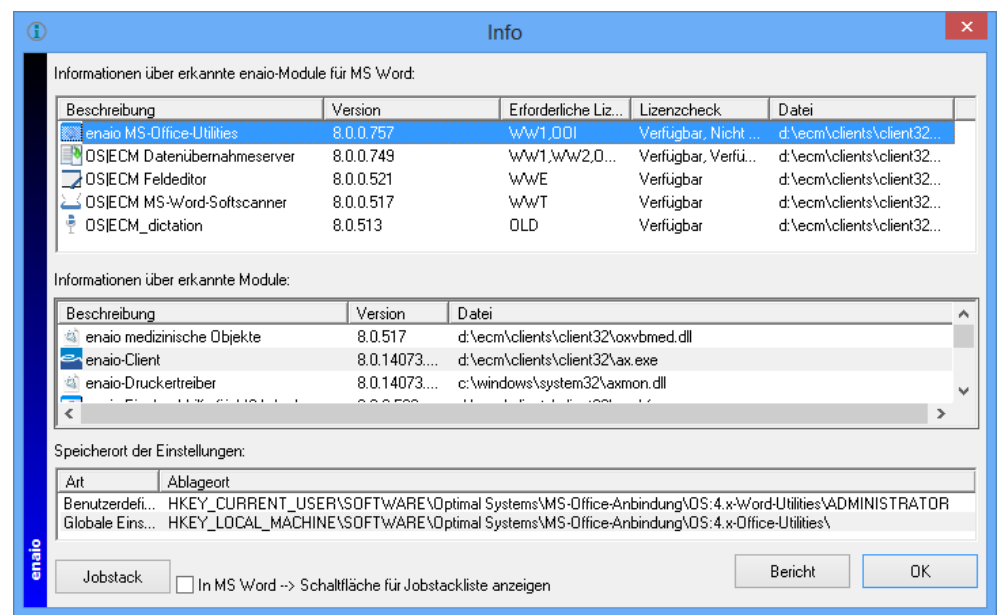 Info
Informationen über erkannte enaio-Module für MS Word:
Beschreibung Version Erforderliche Liz... Lizenzcheck Datei
enaio MS-Office-Utilities 8.0.0.757 WW1,OOI Verfügbar, Nicht ... d:\ecm\clients\client32...
OS|ECM Datenübernahmeserver 8.0.0.749 WW1,WW2,O... Verfügbar, Verfü... d:\ecm\clients\client32...
OS|ECM Feldeditor 8.0.0.521 WWE Verfügbar d:\ecm\clients\client32...
OS|ECM MS-Word-Softscanner 8.0.0.517 WWT Verfügbar d:\ecm\clients\client32...
OS|ECM_dictation 8.0.513 OLD Verfügbar d:\ecm\clients\client32...
Informationen über erkannte Module:
Beschreibung Version Datei
enaio medizinische Objekte 8.0.517 d:\ecm\clients\client32\oxvbmed.dll
enaio-Client 8.0.14073.... d:\ecm\clients\client32\ax.exe
enaio-Druckertreiber 8.0.14073.... c:\windows\system32\axmon.dll
Speicherort der Einstellungen:
Art Ablageort
Benutzerdefi... HKEY_CURRENT_USER\SOFTWARE\Optimal Systems\MS-Office-Anbindung\OS:4.x-Word-Utilities\ADMINISTRATOR
Globale Eins... HKEY_LOCAL_MACHINE\SOFTWARE\Optimal Systems\MS-Office-Anbindung\OS:4.x-Office-Utilities\
enaio
Jobstack
In MS Word --> Schaltfläche für Jobstackliste anzeigen
Bericht
OK